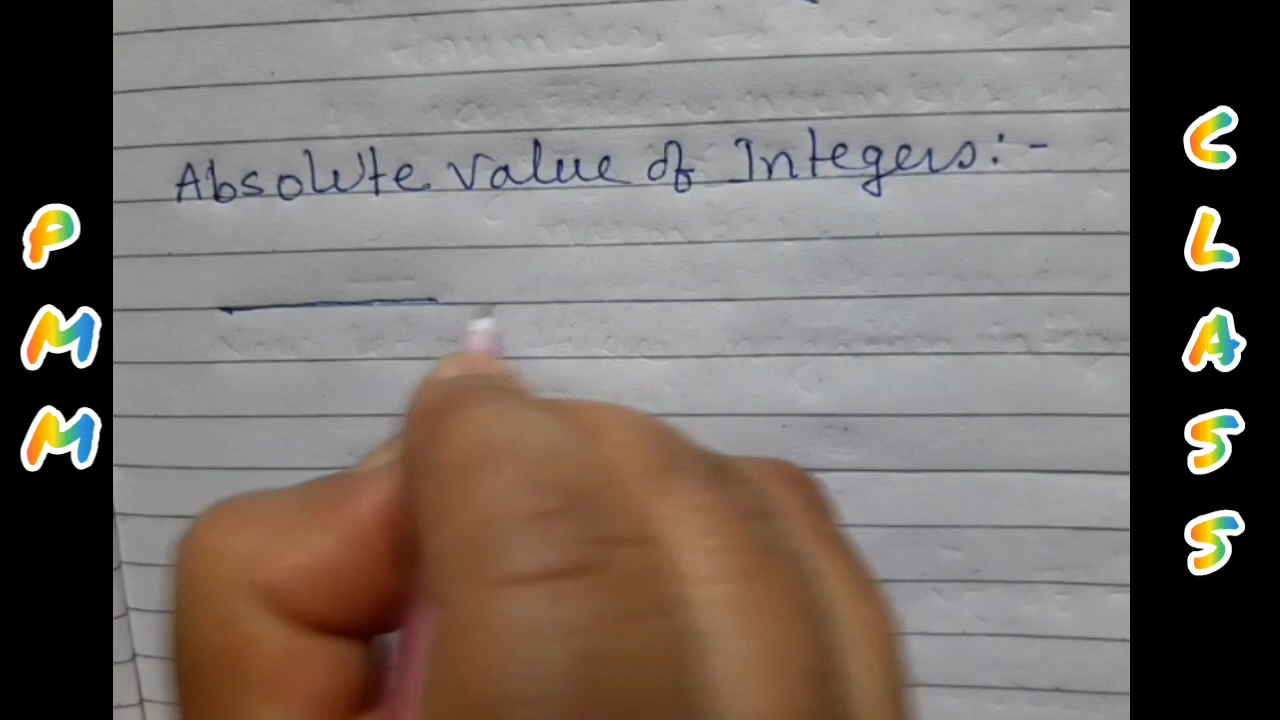 Absolute value of Integers:-
PMM
CLASS